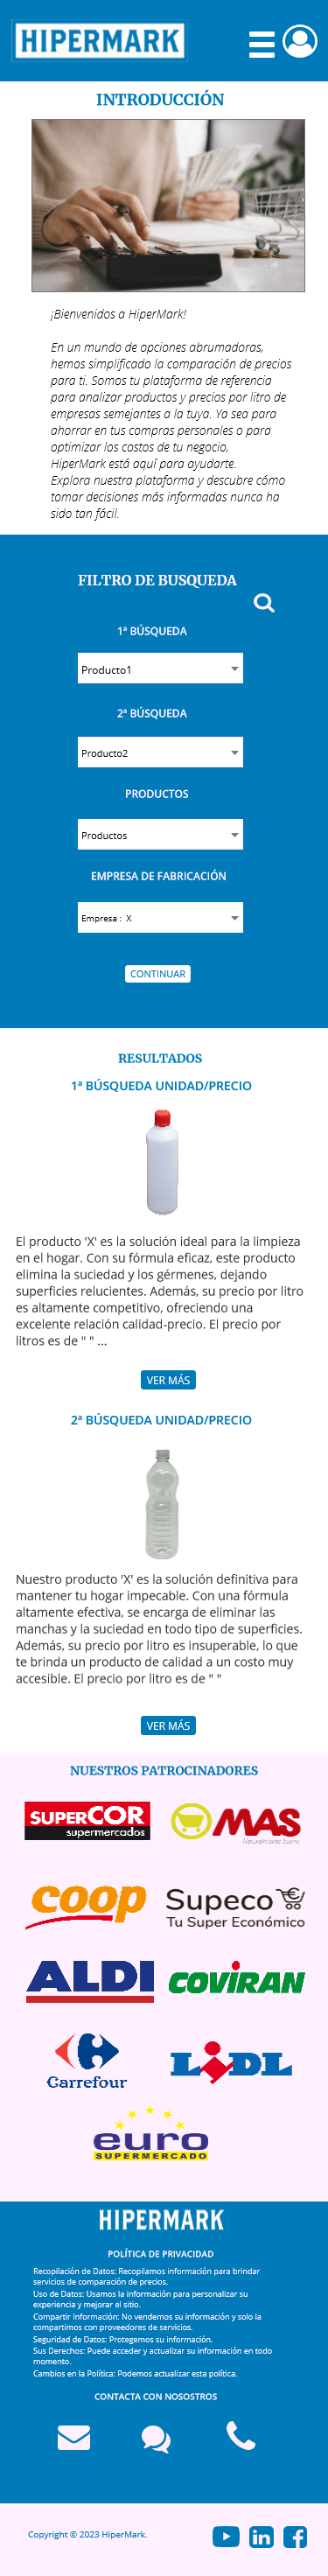 HIPERMARK
INTRODUCCIÓN
¡Bienvenidos a HiperMark!
En un mundo de opciones abrumadoras,
hemos simplificado la comparación de precios
para ti. Somos tu plataforma de referencia
para analizar productos y precios por litro de
empresas semejantes a la tuya. Ya sea para
ahorrar en tus compras personales o para
optimizar los costos de tu negocio,
HiperMark está aquí para ayudarte.
Explora nuestra plataforma y descubre cómo
tomar decisiones más informadas nunca ha
sido tan fácil.
FILTRO DE BUSQUEDA
1ª BÚSQUEDA
Producto1
2ª BÚSQUEDA
Producto2
PRODUCTOS
Productos
EMPRESA DE FABRICACIÓN
Empresa : X
CONTINUAR
RESULTADOS
1ª BÚSQUEDA UNIDAD/PRECIO
El producto 'X' es la solución ideal para la limpieza
en el hogar. Con su fórmula eficaz, este producto
elimina la suciedad y los gérmenes, dejando
superficies relucientes. Además, su precio por litro
es altamente competitivo, ofreciendo una
excelente relación calidad-precio. El precio por
litros es de " " ...
VER MÁS
2ª BÚSQUEDA UNIDAD/PRECIO
Nuestro producto 'X' es la solución definitiva para
mantener tu hogar impecable. Con una fórmula
altamente efectiva, se encarga de eliminar las
manchas y la suciedad en todo tipo de superficies.
Además, su precio por litro es insuperable, lo que
te brinda un producto de calidad a un costo muy
accesible. El precio por litro es de " "
VER MÁS
NUESTROS PATROCINADORES
SUPERCOR
supermercados
MAS
Naturalmente bueno
coop
Supeco
Tu Super Económico
ALDI
COVIRAN
Carrefour
LIDL
euro
SUPERMERCADO
HIPERMARK
POLÍTICA DE PRIVACIDAD
Recopilación de Datos: Recopilamos información para brindar
servicios de comparación de precios.
Uso de Datos: Usamos la información para personalizar su
experiencia y mejorar el sitio.
Compartir Información: No vendemos su información y solo la
compartimos con proveedores de servicios.
Seguridad de Datos: Protegemos su información.
Sus Derechos: Puede acceder y actualizar su información en todo
momento.
Cambios en la Política: Podemos actualizar esta política.
CONTACTA CON NOSOSTROS
Copyright © 2023 HiperMark.